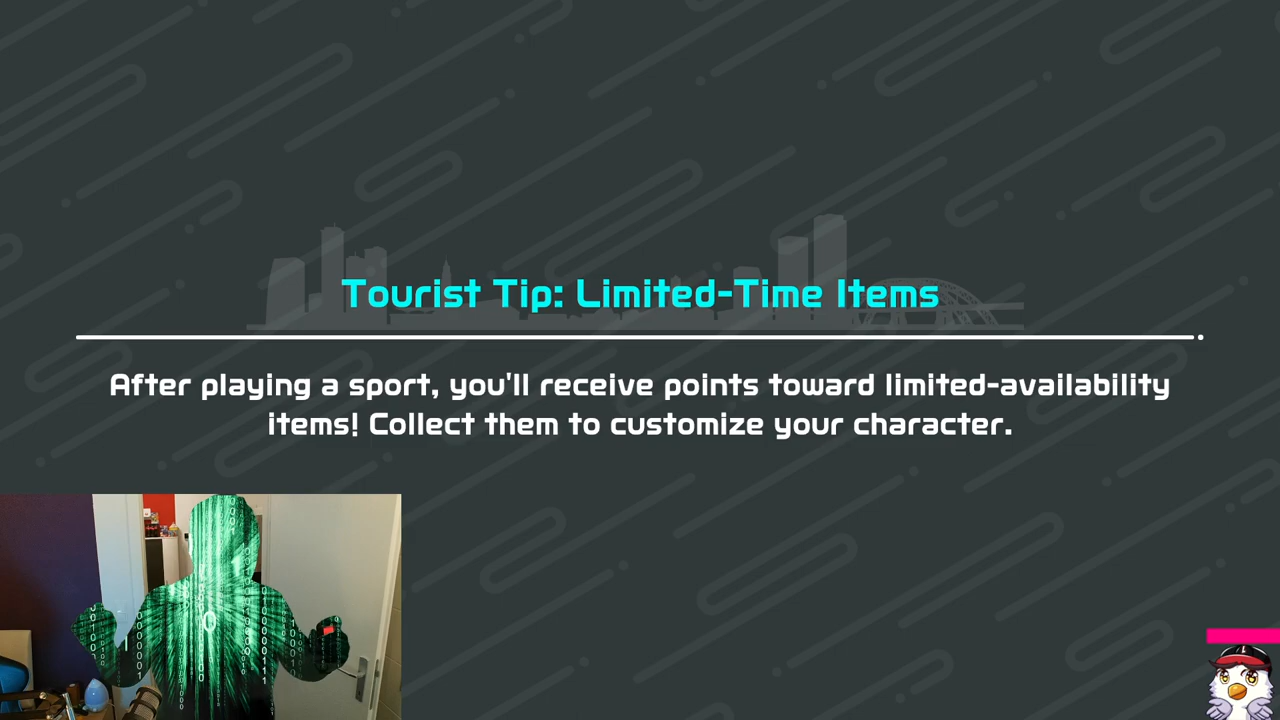 Tourist Tip: Limited-Time Items
After playing a sport, you'll receive points toward limited-availability
items! Collect them to customize your character.